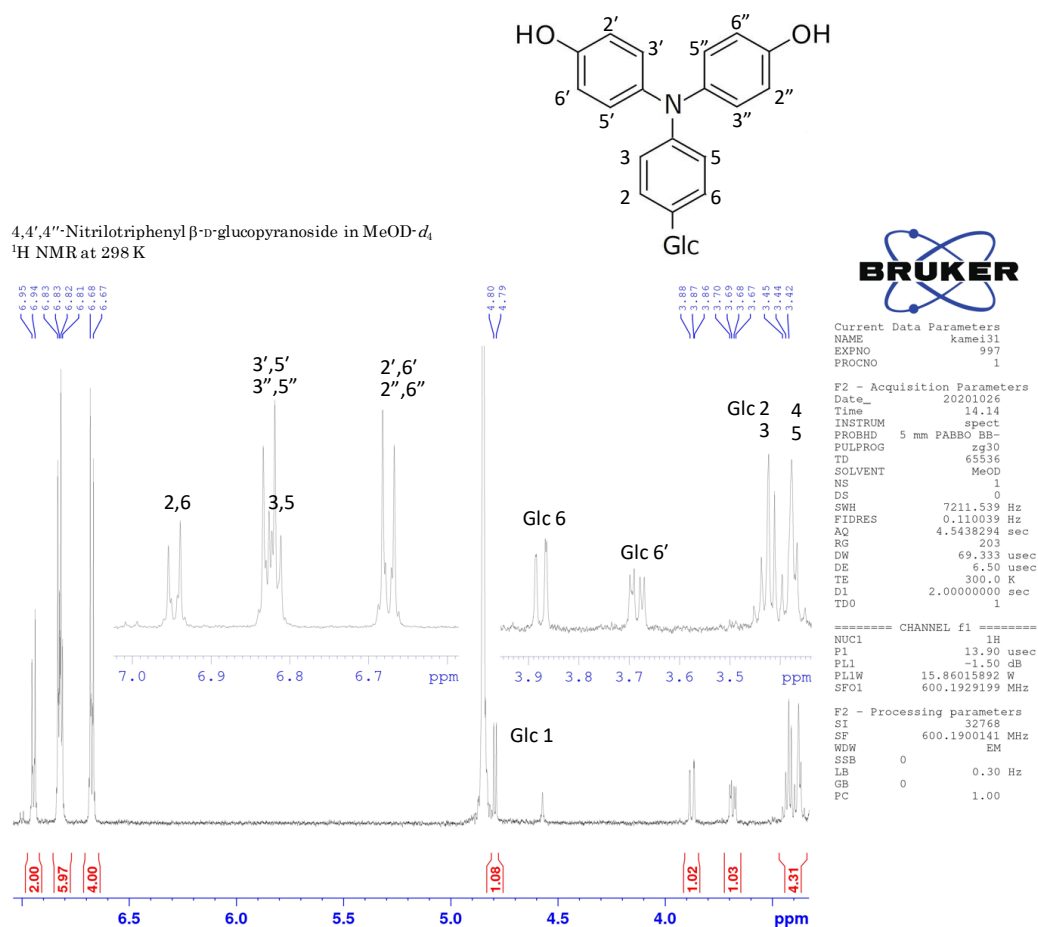 HO
2′
3′
6′
5′
6″
5″
OH
2″
3″
N
3
5
2
6
Glc
4,4′,4′′-Nitrilotriphenyl β-D-glucopyranoside in MeOD-d4
1H NMR at 298 K
6.95
6.94
6.83
6.83
6.82
6.81
6.68
6.67
4.80
4.79
3.88
3.87
3.86
3.70
3.69
3.68
3.67
3.45
3.44
3.42
2,6
3′,5′
3″,5″
3,5
2′,6′
2″,6″
7.0 6.9 6.8 6.7 ppm
Glc 6
Glc 6′
Glc 2 4
3 5
3.9 3.8 3.7 3.6 3.5 ppm
Glc 1
2.00
5.97
4.00
1.08
1.02
1.03
4.31
6.5 6.0 5.5 5.0 4.5 4.0 ppm
BRUKER
Current Data Parameters
NAME kamei31
EXPNO 997
PROCNO 1
F2 - Acquisition Parameters
Date_ 20201026
Time 14.14
INSTRUM spect
PROBHD 5 mm PABBO BB-
PULPROG zg30
TD 65536
SOLVENT MeOD
NS 1
DS 0
SWH 7211.539 Hz
FIDRES 0.110039 Hz
AQ 4.5438294 sec
RG 203
DW 69.333 usec
DE 6.50 usec
TE 300.0 K
D1 2.00000000 sec
TD0 1
======== CHANNEL f1 ========
NUC1 1H
P1 13.90 usec
PL1 -1.50 dB
PL1W 15.86015892 W
SFO1 600.1929199 MHz
F2 - Processing parameters
SI 32768
SF 600.1900141 MHz
WDW EM
SSB 0
LB 0.30 Hz
GB 0
PC 1.00